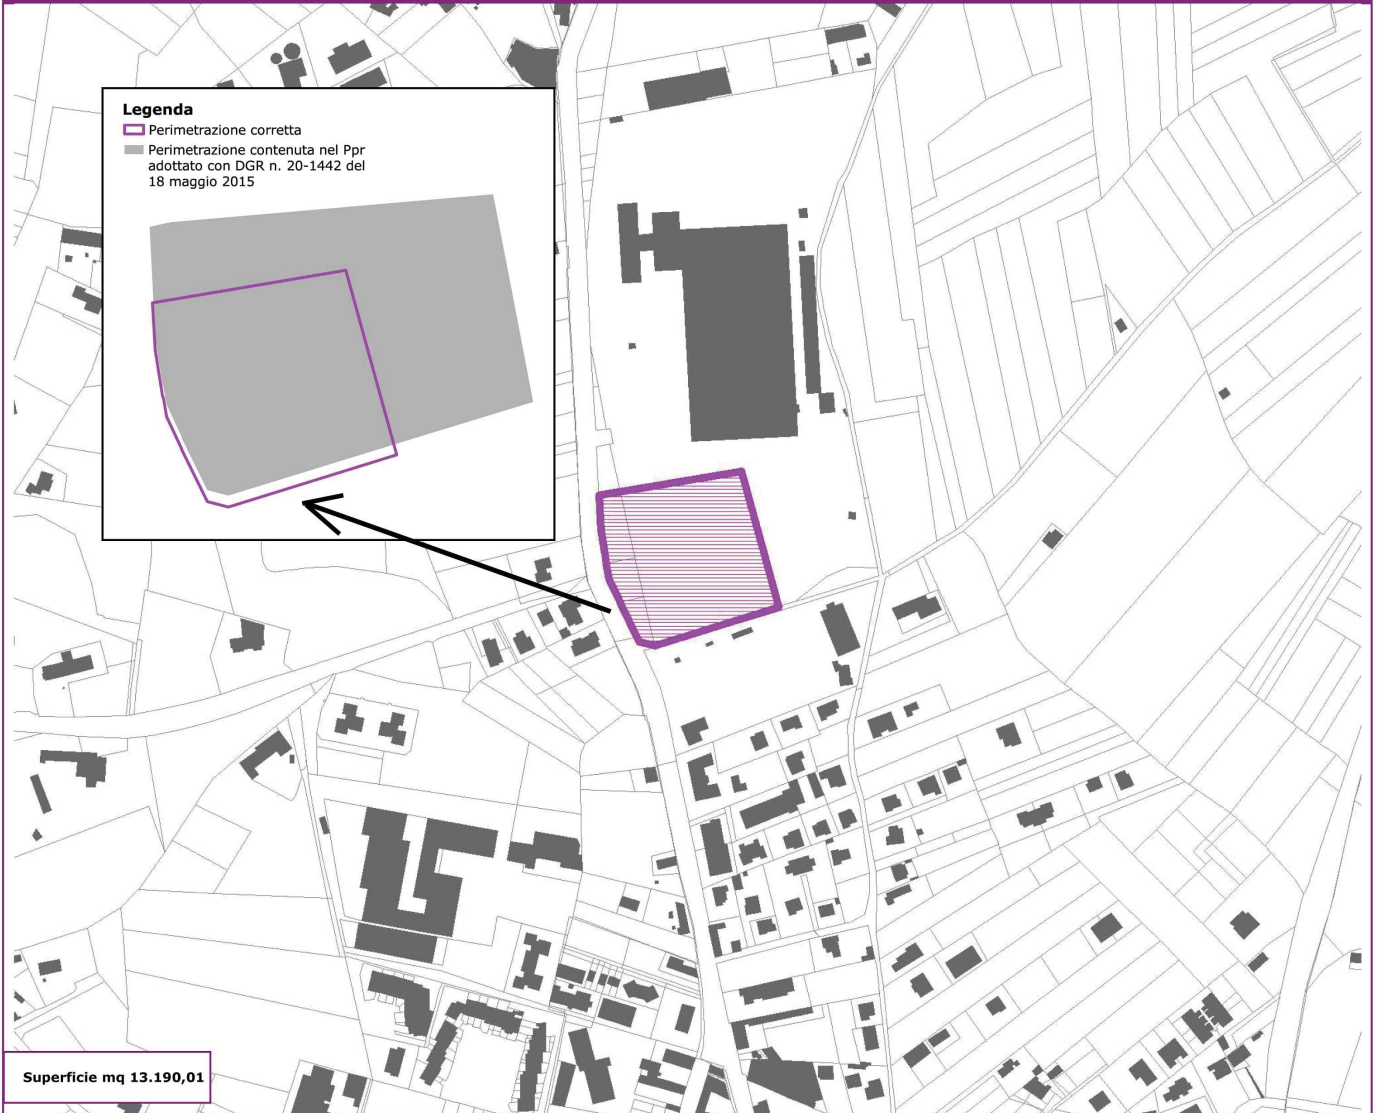 Legenda
Perimetrazione corretta
Perimetrazione contenuta nel Ppr
adottato con DGR n. 20-1442 del
18 maggio 2015
Superficie mq 13.190,01